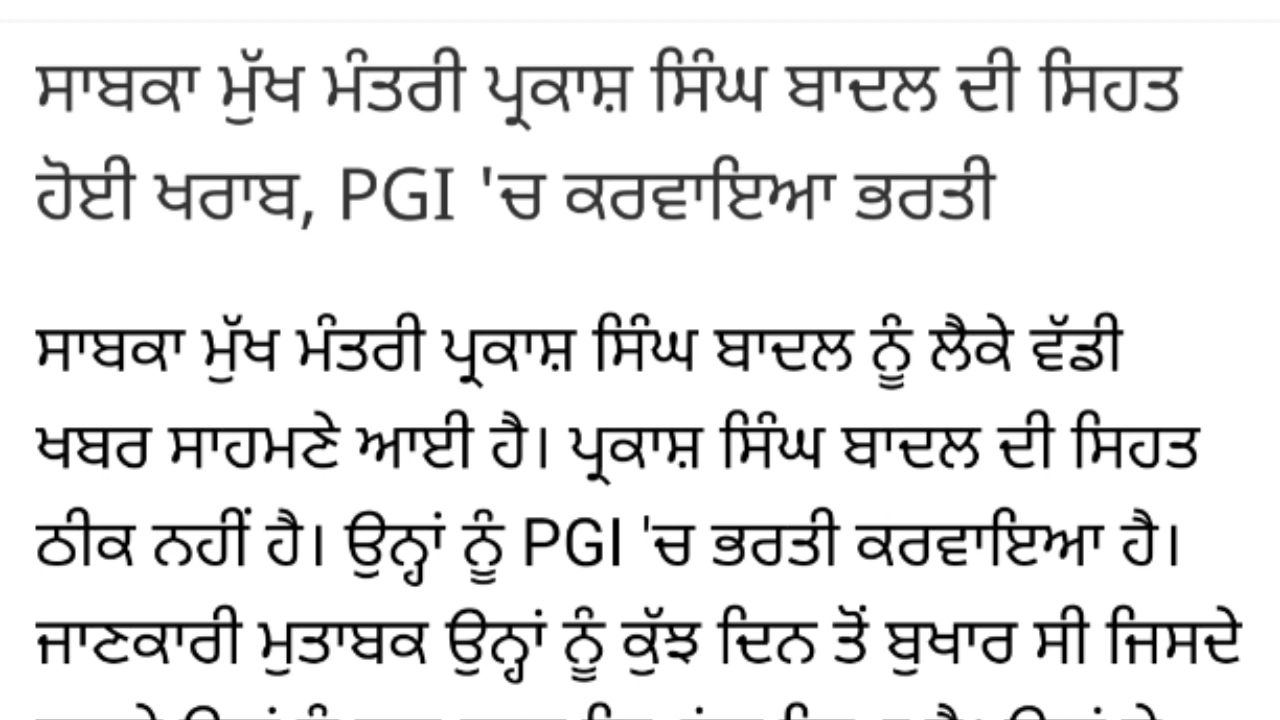 ਸਾਬਕਾ ਮੁੱਖ ਮੰਤਰੀ ਪ੍ਰਕਾਸ਼ ਸਿੰਘ ਬਾਦਲ ਦੀ ਸਿਹਤ
ਹੋਈ ਖਰਾਬ, PGI 'ਚ ਕਰਵਾਇਆ ਭਰਤੀ
ਸਾਬਕਾ ਮੁੱਖ ਮੰਤਰੀ ਪ੍ਰਕਾਸ਼ ਸਿੰਘ ਬਾਦਲ ਨੂੰ ਲੈਕੇ ਵੱਡੀ
ਖਬਰ ਸਾਹਮਣੇ ਆਈ ਹੈ। ਪ੍ਰਕਾਸ਼ ਸਿੰਘ ਬਾਦਲ ਦੀ ਸਿਹਤ
ਠੀਕ ਨਹੀਂ ਹੈ। ਉਨ੍ਹਾਂ ਨੂੰ PGI 'ਚ ਭਰਤੀ ਕਰਵਾਇਆ ਹੈ।
ਜਾਣਕਾਰੀ ਮੁਤਾਬਕ ਉਨ੍ਹਾਂ ਨੂੰ ਕੁੱਝ ਦਿਨ ਤੋਂ ਬੁਖਾਰ ਸੀ ਜਿਸਦੇ